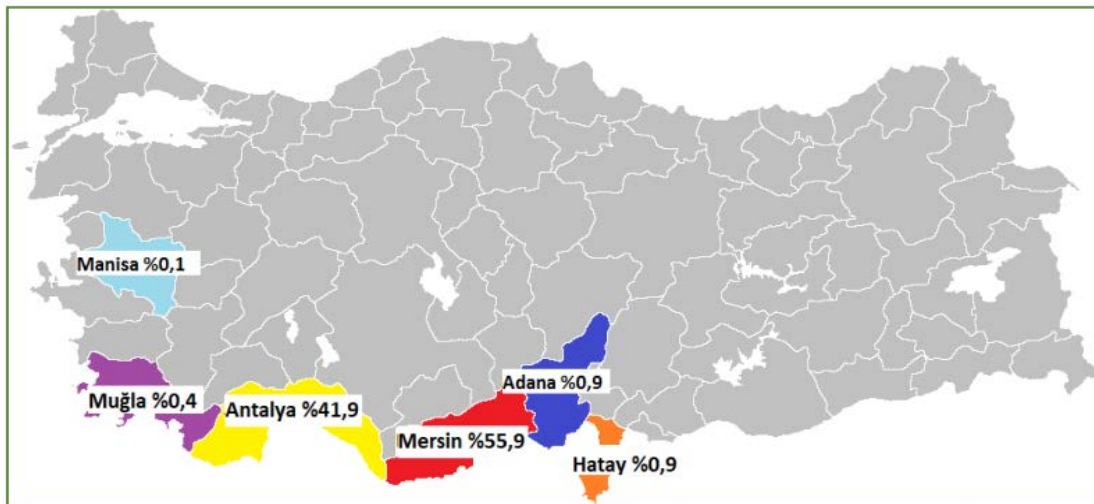 Manisa %0,1
Muğla %0,4
Antalya %41,9
Mersin %55,9
Adana %0,9
Hatay %0,9